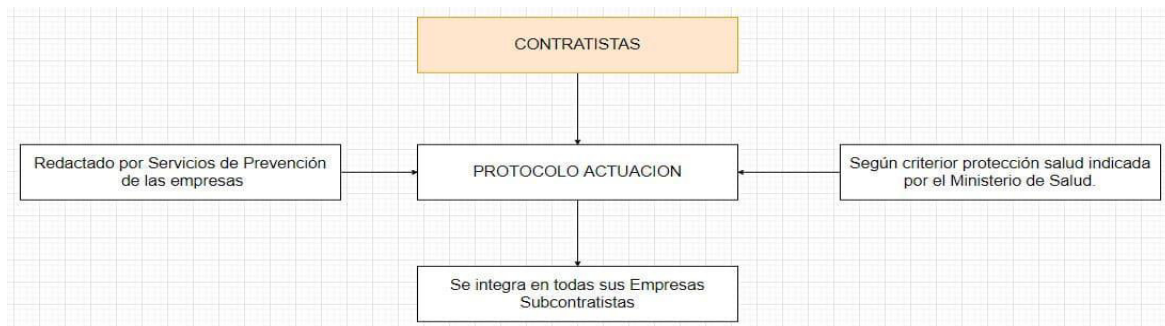 CONTRATISTAS
Redactado por Servicios de Prevención
de las empresas
PROTOCOLO ACTUACION
Según criterior protección salud indicada
por el Ministerio de Salud.
Se integra en todas sus Empresas
Subcontratistas